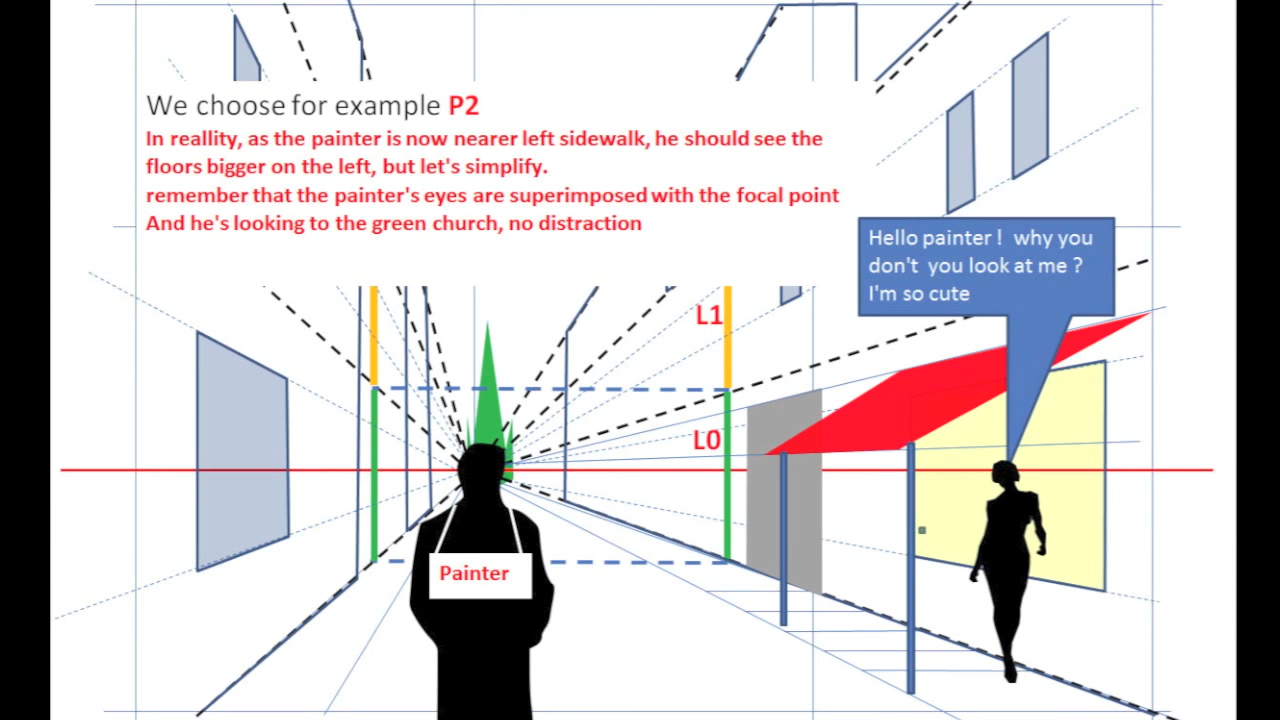 We choose for example P2
In reallity, as the painter is now nearer left sidewalk, he should see the
floors bigger on the left, but let's simplify.
remember that the painter's eyes are superimposed with the focal point
And he's looking to the green church, no distraction
Hello painter ! why you
don't you look at me ?
I'm so cute
L1
L0
Painter